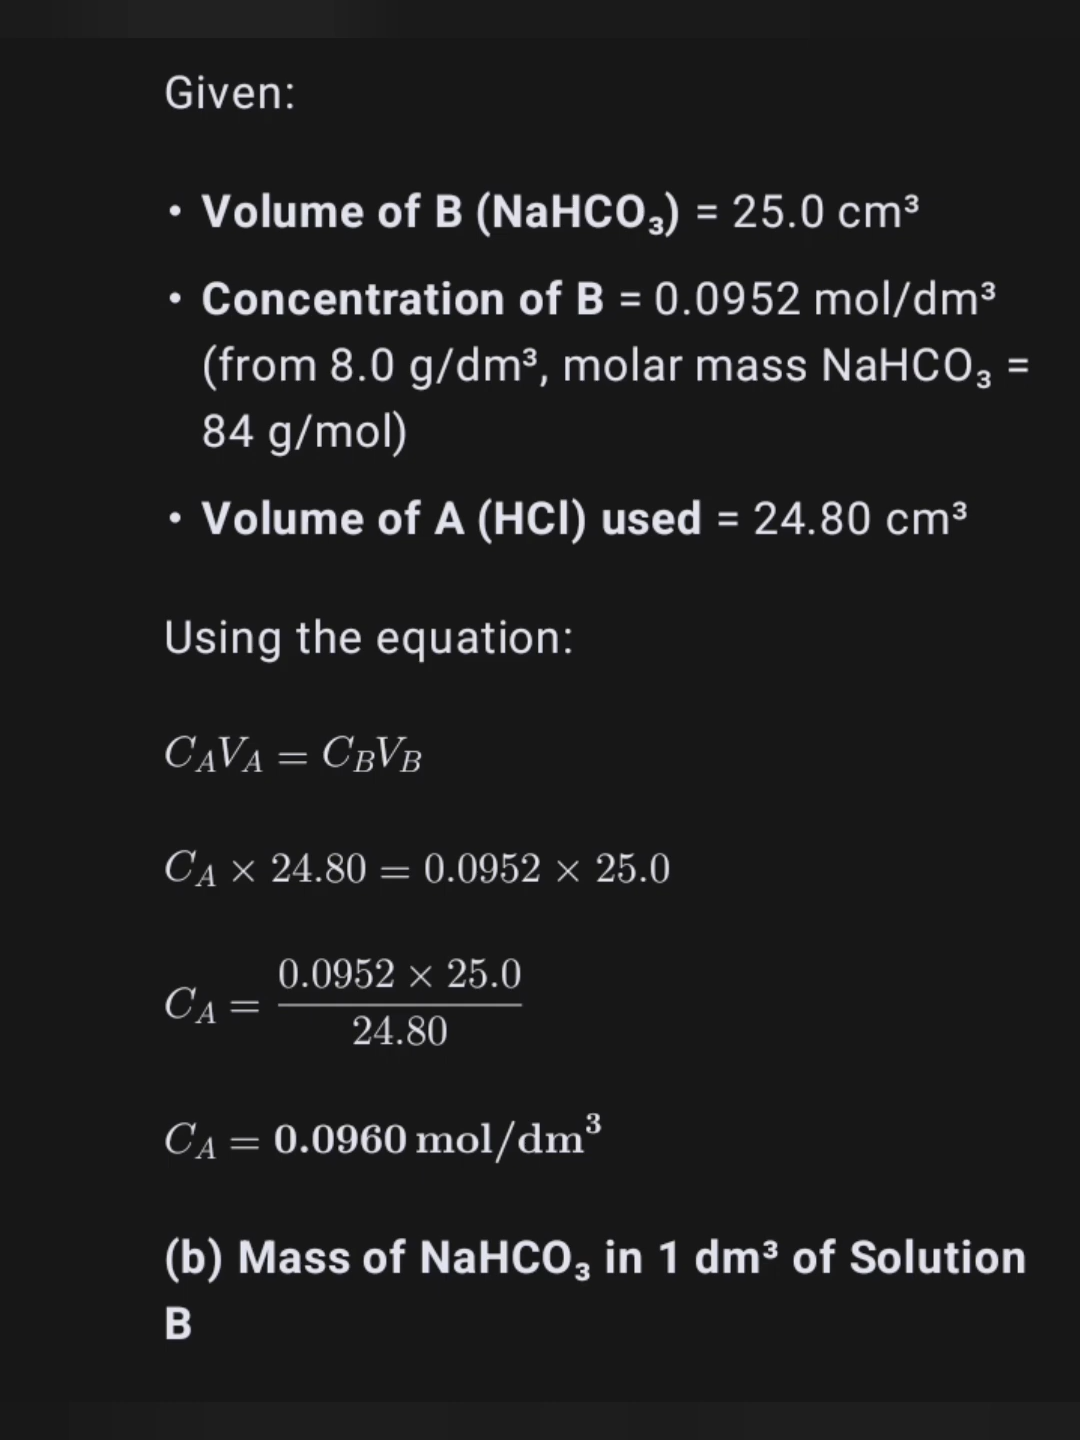 Given:
• Volume of B (NaHCO₃) = 25.0 cm³
• Concentration of B = 0.0952 mol/dm³
(from 8.0 g/dm³, molar mass NaHCO₃ =
84 g/mol)
• Volume of A (HCl) used = 24.80 cm³
Using the equation:
C_A V_A = C_B V_B
C_A × 24.80 = 0.0952 × 25.0
C_A = (0.0952 × 25.0) / 24.80
C_A = 0.0960 mol/dm³
(b) Mass of NaHCO₃ in 1 dm³ of Solution
B